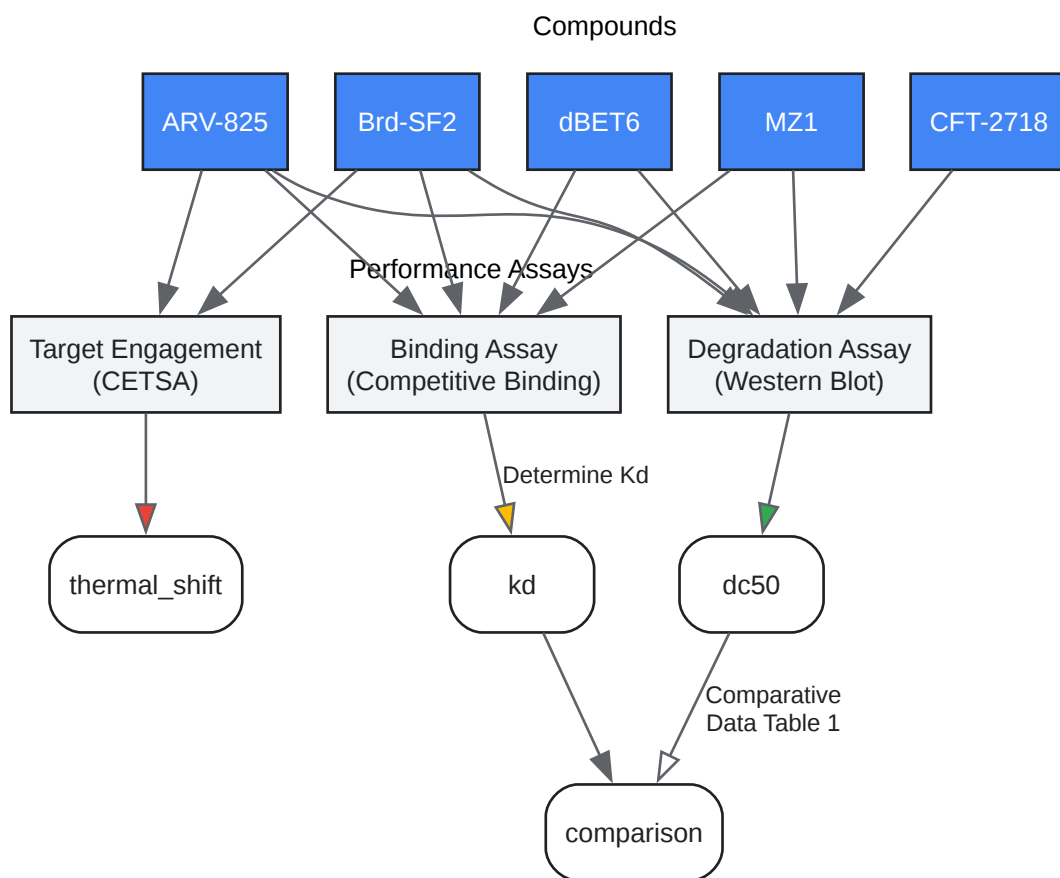 Compounds
ARV-825
Brd-SF2
dBET6
MZ1
CFT-2718
Performance Assays
Target Engagement
(CETSA)
Binding Assay
(Competitive Binding)
Degradation Assay
(Western Blot)
Determine Kd
thermal_shift
kd
dc50
Comparative
Data Table 1
comparison